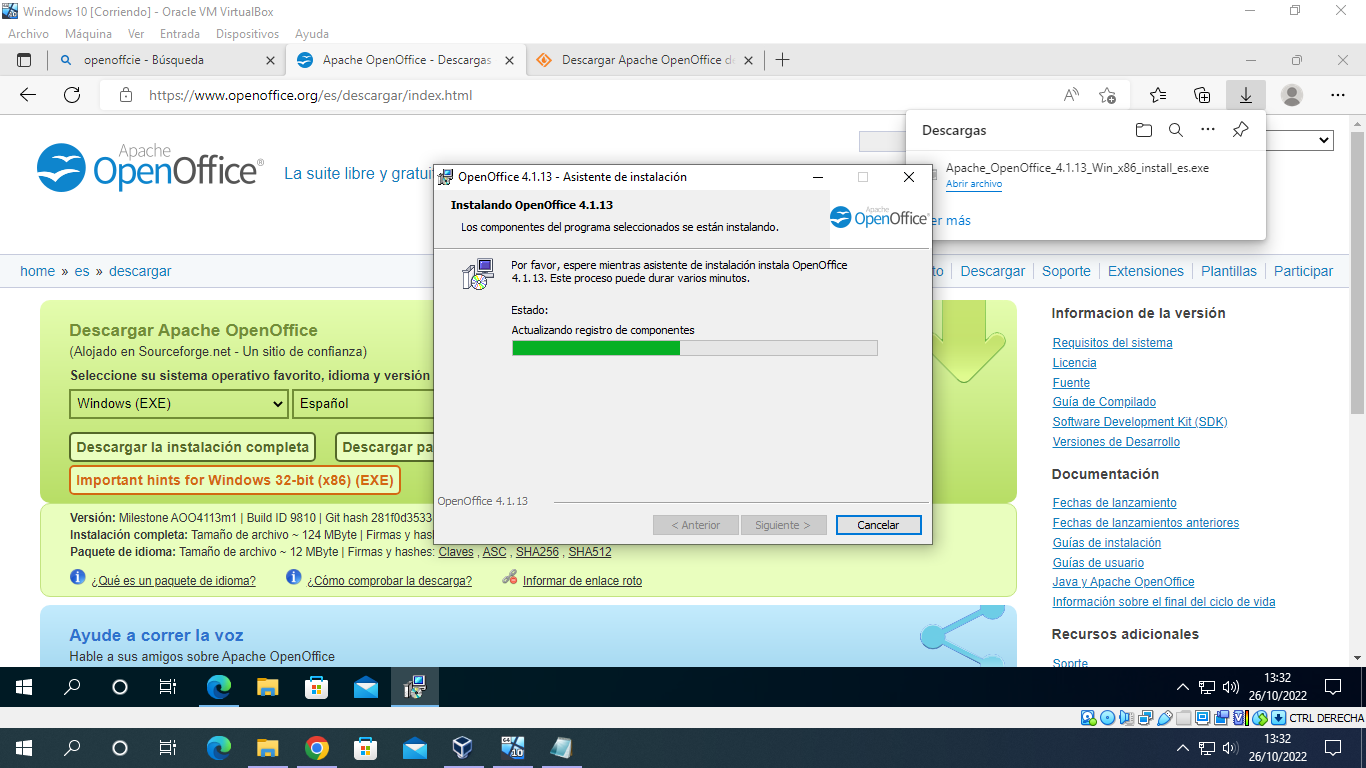 Windows 10 [Corriendo] - Oracle VM VirtualBox
Archivo Máquina Ver Entrada Dispositivos Ayuda
openoffcie - Búsqueda
Apache OpenOffice - Descargas
Descargar Apache OpenOffice de
https://www.openoffice.org/es/descargar/index.html
Descargas
Apache_OpenOffice_4.1.13_Win_x86_install_es.exe
Abrir archivo
er más
Apache
OpenOffice®
La suite libre y gratui
OpenOffice 4.1.13 - Asistente de instalación
Instalando OpenOffice 4.1.13
Los componentes del programa seleccionados se están instalando.
Apache
OpenOffice
Por favor, espere mientras asistente de instalación instala OpenOffice
4.1.13. Este proceso puede durar varios minutos.
Estado:
Actualizando registro de componentes
OpenOffice 4.1.13
< Anterior Siguiente > Cancelar
home » es » descargar
to Descargar Soporte Extensiones Plantillas Participar
Descargar Apache OpenOffice
(Alojado en Sourceforge.net - Un sitio de confianza)
Seleccione su sistema operativo favorito, idioma y versión
Windows (EXE) Español
Descargar la instalación completa Descargar pa
Important hints for Windows 32-bit (x86) (EXE)
Versión: Milestone AOO4113m1 | Build ID 9810 | Git hash 281f0d3533
Instalación completa: Tamaño de archivo ~ 124 MByte | Firmas y has
Paquete de idioma: Tamaño de archivo ~ 12 MByte | Firmas y hashes: Claves , ASC , SHA256 , SHA512
¿Qué es un paquete de idioma? ¿Cómo comprobar la descarga? Informar de enlace roto
Ayude a correr la voz
Hable a sus amigos sobre Apache OpenOffice
Informacion de la versión
Requisitos del sistema
Licencia
Fuente
Guía de Compilado
Software Development Kit (SDK)
Versiones de Desarrollo
Documentación
Fechas de lanzamiento
Fechas de lanzamientos anteriores
Guías de instalación
Guías de usuario
Java y Apache OpenOffice
Información sobre el final del ciclo de vida
Recursos adicionales
Soprte
13:32
26/10/2022
CTRL DERECHA
13:32
26/10/2022